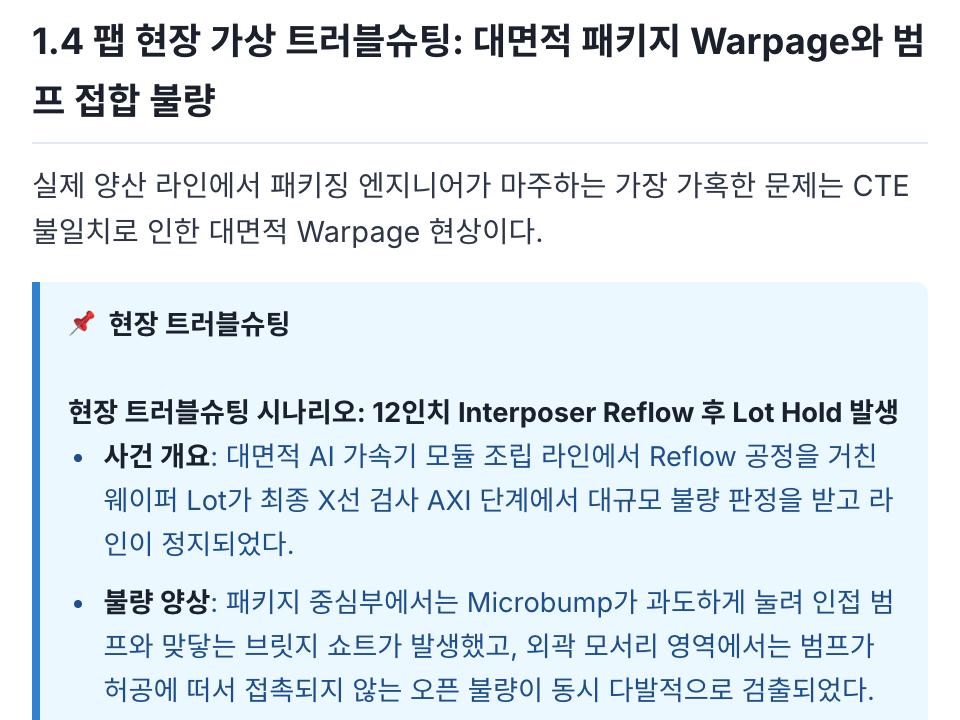 1.4 팹 현장 가상 트러블슈팅: 대면적 패키지 Warpage와 범
프 접합 불량
실제 양산 라인에서 패키징 엔지니어가 마주하는 가장 가혹한 문제는 CTE
불일치로 인한 대면적 Warpage 현상이다.
📌 현장 트러블슈팅
현장 트러블슈팅 시나리오: 12인치 Interposer Reflow 후 Lot Hold 발생
• 사건 개요: 대면적 AI 가속기 모듈 조립 라인에서 Reflow 공정을 거친
웨이퍼 Lot가 최종 X선 검사 AXI 단계에서 대규모 불량 판정을 받고 라
인이 정지되었다.
• 불량 양상: 패키지 중심부에서는 Microbump가 과도하게 눌려 인접 범
프와 맞닿는 브릿지 쇼트가 발생했고, 외곽 모서리 영역에서는 범프가
허공에 떠서 접촉되지 않는 오픈 불량이 동시 다발적으로 검출되었다.